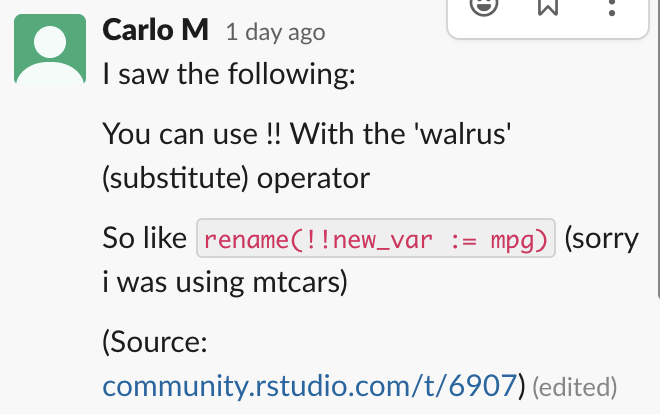 Carlo M 1 day ago
I saw the following:
You can use !! With the 'walrus'
(substitute) operator
So like rename(!!new_var := mpg) (sorry
i was using mtcars)
(Source:
community.rstudio.com/t/6907) (edited)